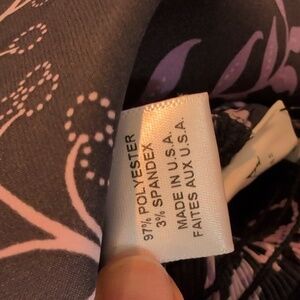 97% POLYESTER
3% SPANDEX
MADE IN U.S.A.
FAITES AUX U.S.A.